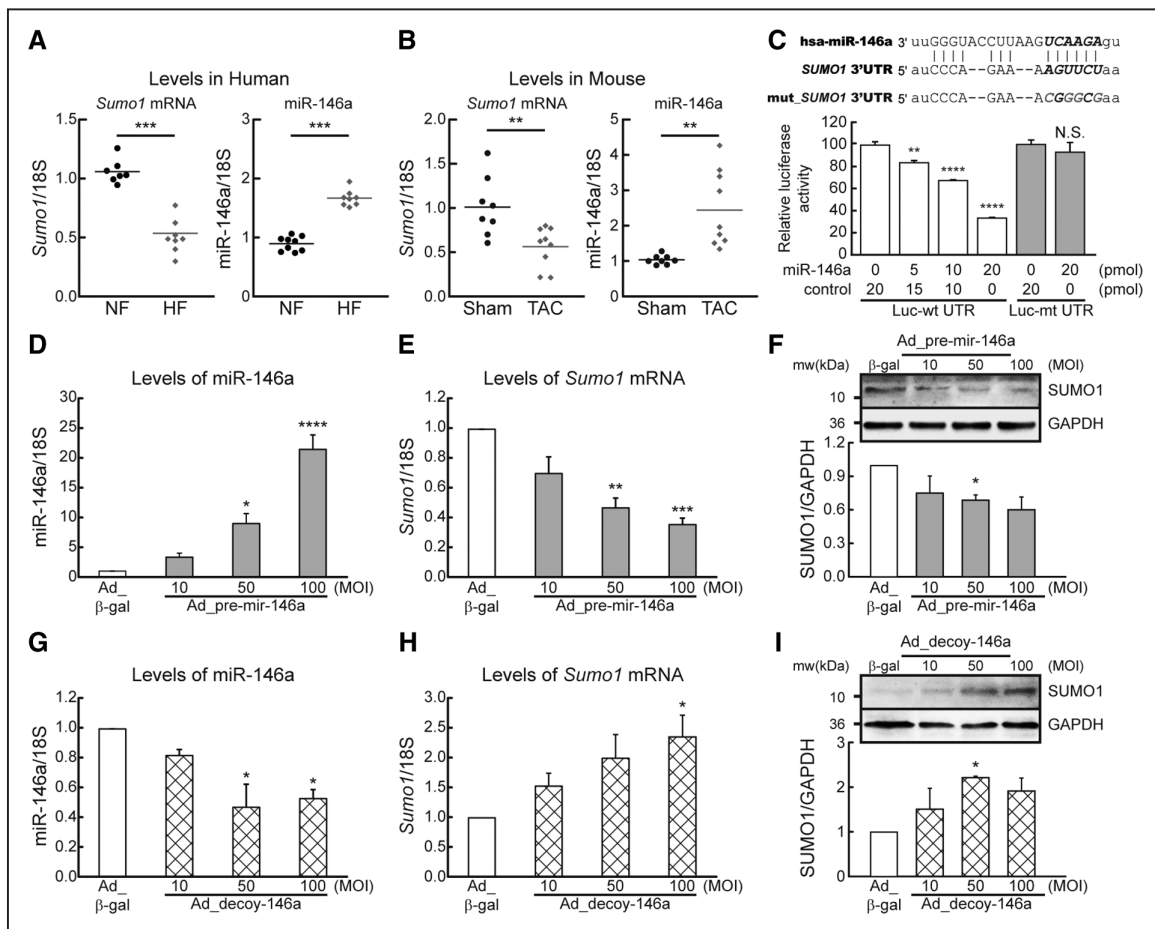 A
Levels in Human
Sumo1 mRNA
***
Sumo1/18S
1.5
1.0
0.5
0.0
NF HF
miR-146a
***
miR-146a/18S
3
2
1
0
NF HF
B
Levels in Mouse
Sumo1 mRNA
**
Sumo1/18S
2.0
1.5
1.0
0.5
0.0
Sham TAC
miR-146a
**
miR-146a/18S
5
4
3
2
1
0
Sham TAC
C
hsa-miR-146a 3' uuGGGUACCUUAAGUCAAGAgu
SUMO1 3'UTR 5' auCCCA--GAA--AAGUUCUaa
mut_SUMO1 3'UTR 5' auCCCA--GAA--ACGGGCGaa
Relative luciferase activity
120
100
80
60
40
20
0
** **** **** N.S.
miR-146a 0 5 10 20 0 20 (pmol)
control 20 15 10 0 20 0 (pmol)
Luc-wt UTR Luc-mt UTR
D
Levels of miR-146a
miR-146a/18S
30
25
20
15
10
5
0
* ****
Ad_ β-gal 10 50 100 (MOI)
Ad_pre-mir-146a
E
Levels of Sumo1 mRNA
Sumo1/18S
1.2
1.0
0.8
0.6
0.4
0.2
0.0
** ***
Ad_ β-gal 10 50 100 (MOI)
Ad_pre-mir-146a
F
Ad_pre-mir-146a
mw(kDa) β-gal 10 50 100 (MOI)
10 SUMO1
36 GAPDH
SUMO1/GAPDH
1.2
0.9
0.6
0.3
0.0
*
Ad_ β-gal 10 50 100 (MOI)
Ad_pre-mir-146a
G
Levels of miR-146a
miR-146a/18S
1.2
1.0
0.8
0.6
0.4
0.2
0.0
* *
Ad_ β-gal 10 50 100 (MOI)
Ad_decoy-146a
H
Levels of Sumo1 mRNA
Sumo1/18S
3.0
2.5
2.0
1.5
1.0
0.5
0.0
*
Ad_ β-gal 10 50 100 (MOI)
Ad_decoy-146a
I
Ad_decoy-146a
mw(kDa) β-gal 10 50 100 (MOI)
10 SUMO1
36 GAPDH
SUMO1/GAPDH
3
2
1
0
*
Ad_ β-gal 10 50 100 (MOI)
Ad_decoy-146a